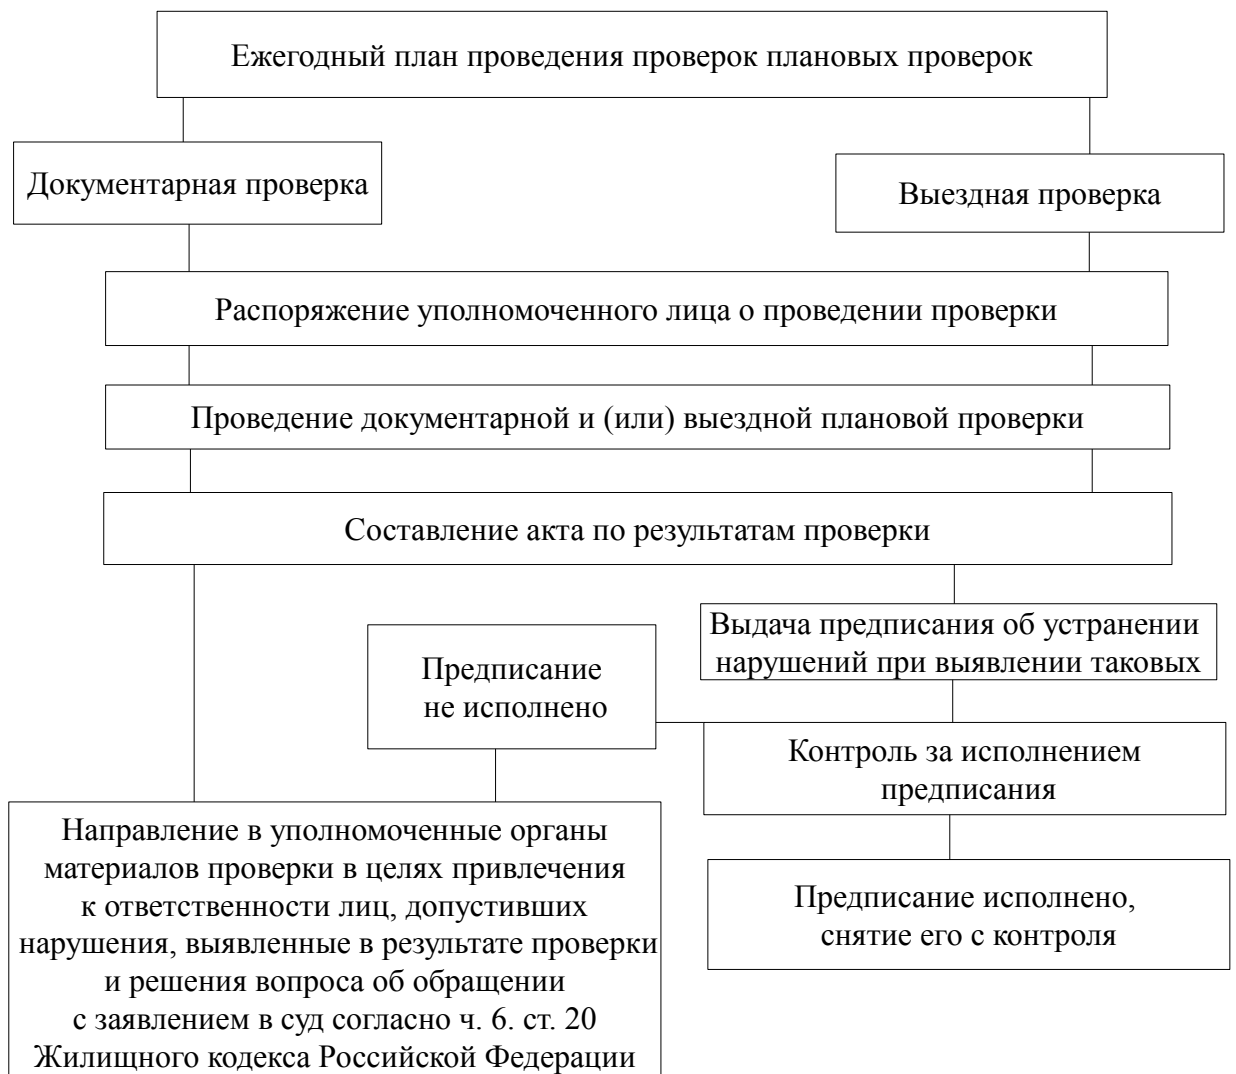 Ежегодный план проведения проверок плановых проверок
Документарная проверка
Выездная проверка
Распоряжение уполномоченного лица о проведении проверки
Проведение документарной и (или) выездной плановой проверки
Составление акта по результатам проверки
Выдача предписания об устранении
нарушений при выявлении таковых
Предписание
не исполнено
Контроль за исполнением
предписания
Направление в уполномоченные органы
материалов проверки в целях привлечения
к ответственности лиц, допустивших
нарушения, выявленные в результате проверки
и решения вопроса об обращении
с заявлением в суд согласно ч. 6. ст. 20
Жилищного кодекса Российской Федерации
Предписание исполнено,
снятие его с контроля